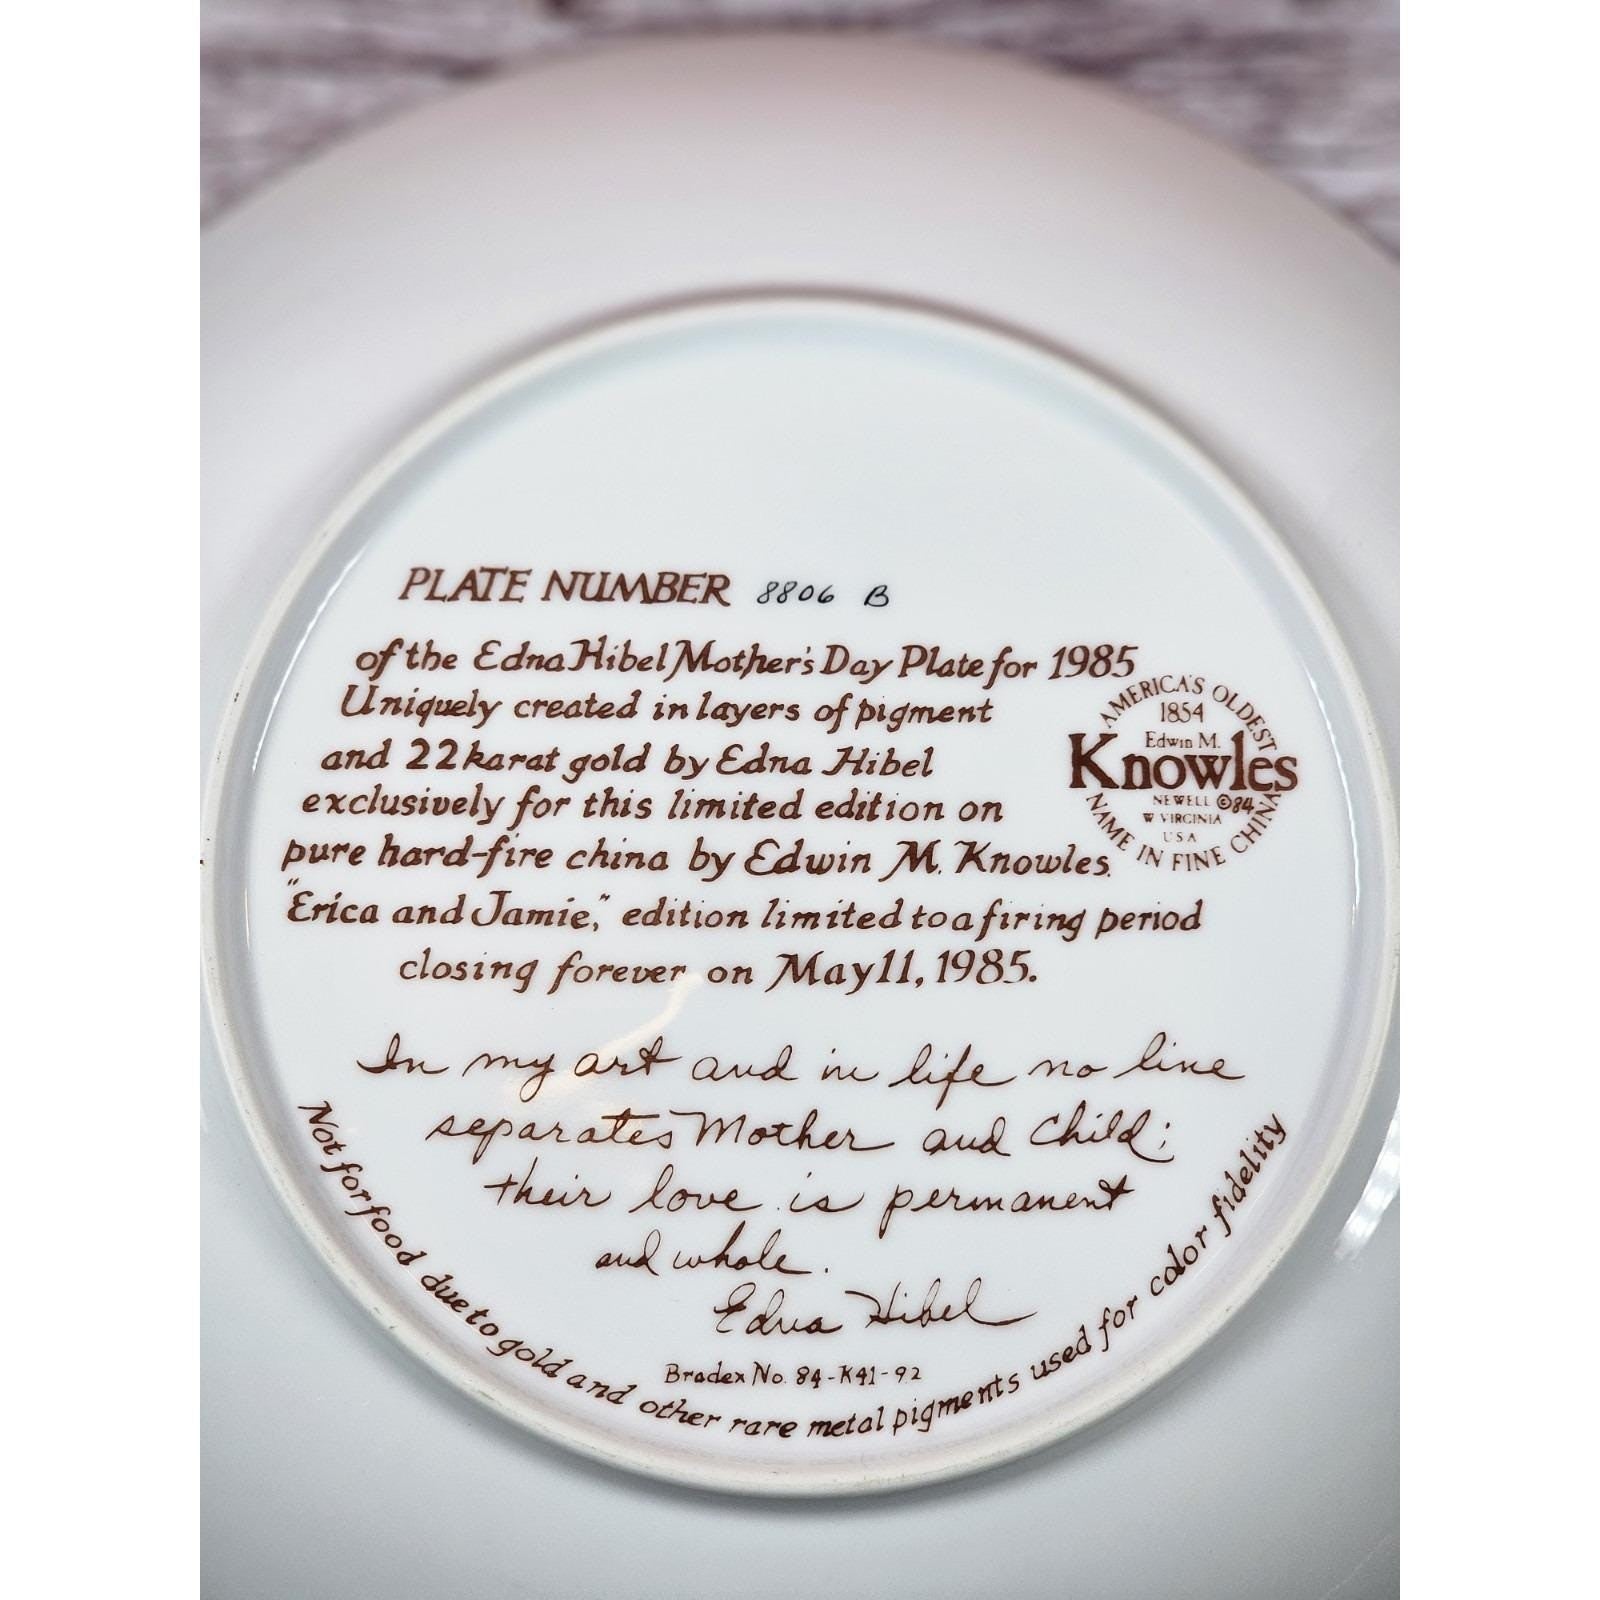 PLATE NUMBER 8806 B
of the Edna Hibel Mother's Day Plate for 1985
Uniquely created in layers of pigment
and 22 karat gold by Edna Hibel
exclusively for this limited edition on
pure hard-fire china by Edwin M. Knowles.
"Erica and Jamie," edition limited to a firing period
closing forever on May 11, 1985.
AMERICA'S OLDEST
1854
Edwin M.
Knowles
NEWELL ©84
W VIRGINIA
USA
NAME IN FINE CHINA
In my art and in life no line
separates Mother and Child;
their love is permanent
and whole.
Edna Hibel
Bradex No. 84-K41-92
Not for food due to gold and other rare metal pigments used for color fidelity